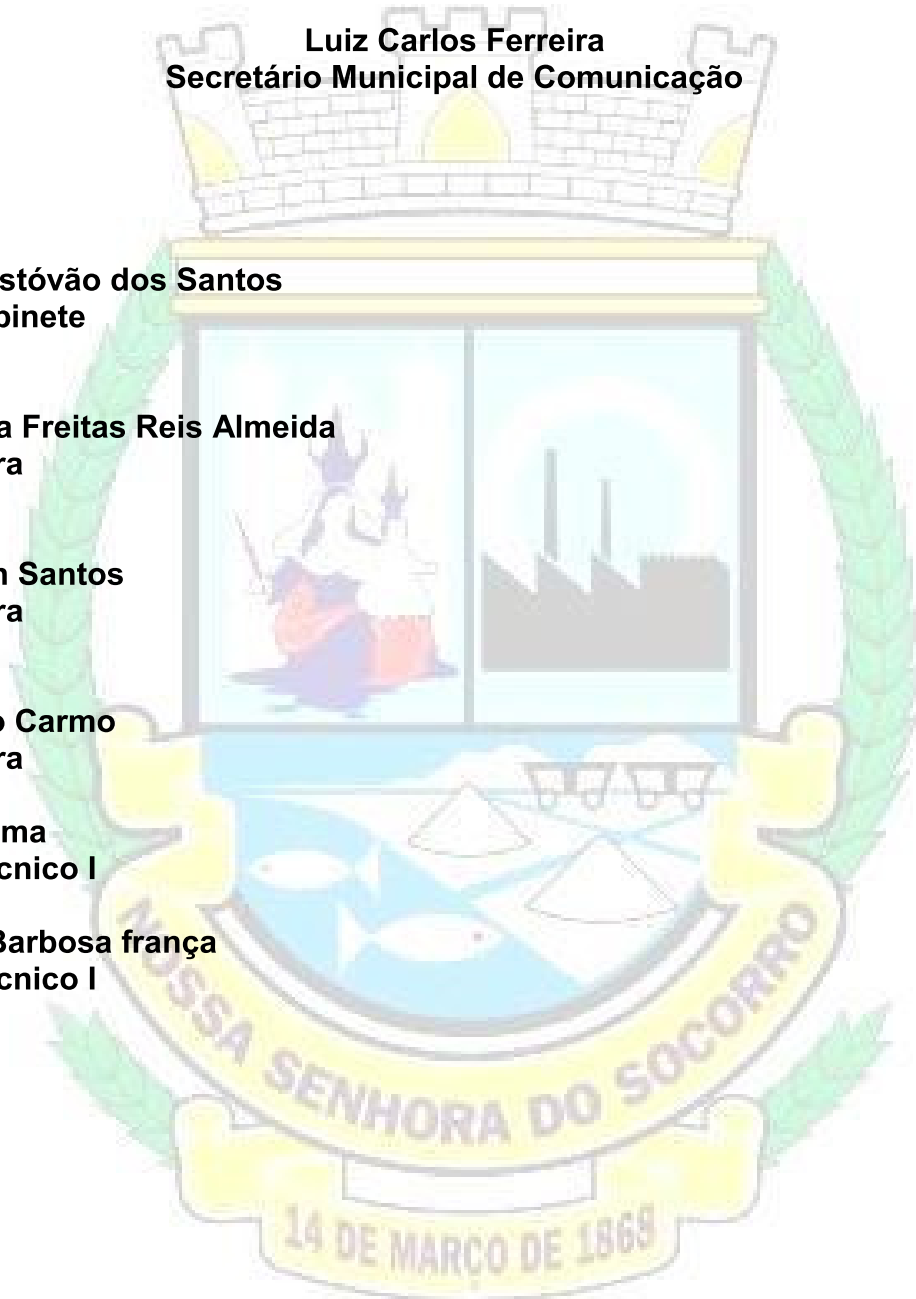 Luiz Carlos Ferreira
Secretário Municipal de Comunicação
stóvão dos Santos
binete
a Freitas Reis Almeida
ra
Santos
ra
o Carmo
ra
ma
cnico I
Barbosa frança
cnico I
NOSSA SENHORA DO SOCORRO
14 DE MARÇO DE 1868